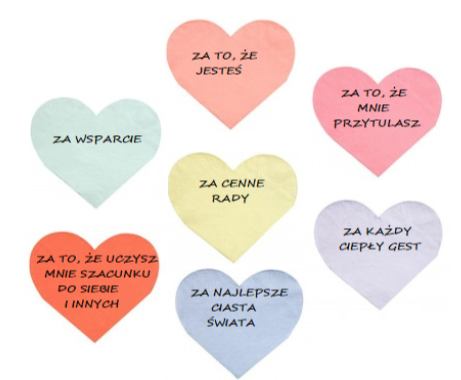 ZA TO, ŻE
JESTEŚ
ZA TO, ŻE
MNIE
PRZYTULASZ
ZA WSPARCIE
ZA CENNE
RADY
ZA KAŻDY
CIEPŁY GEST
ZA TO, ŻE UCZYSZ
MNIE SZACUNKU
DO SIEBIE
I INNYCH
ZA NAJLEPSZE
CIASTA
ŚWIATA